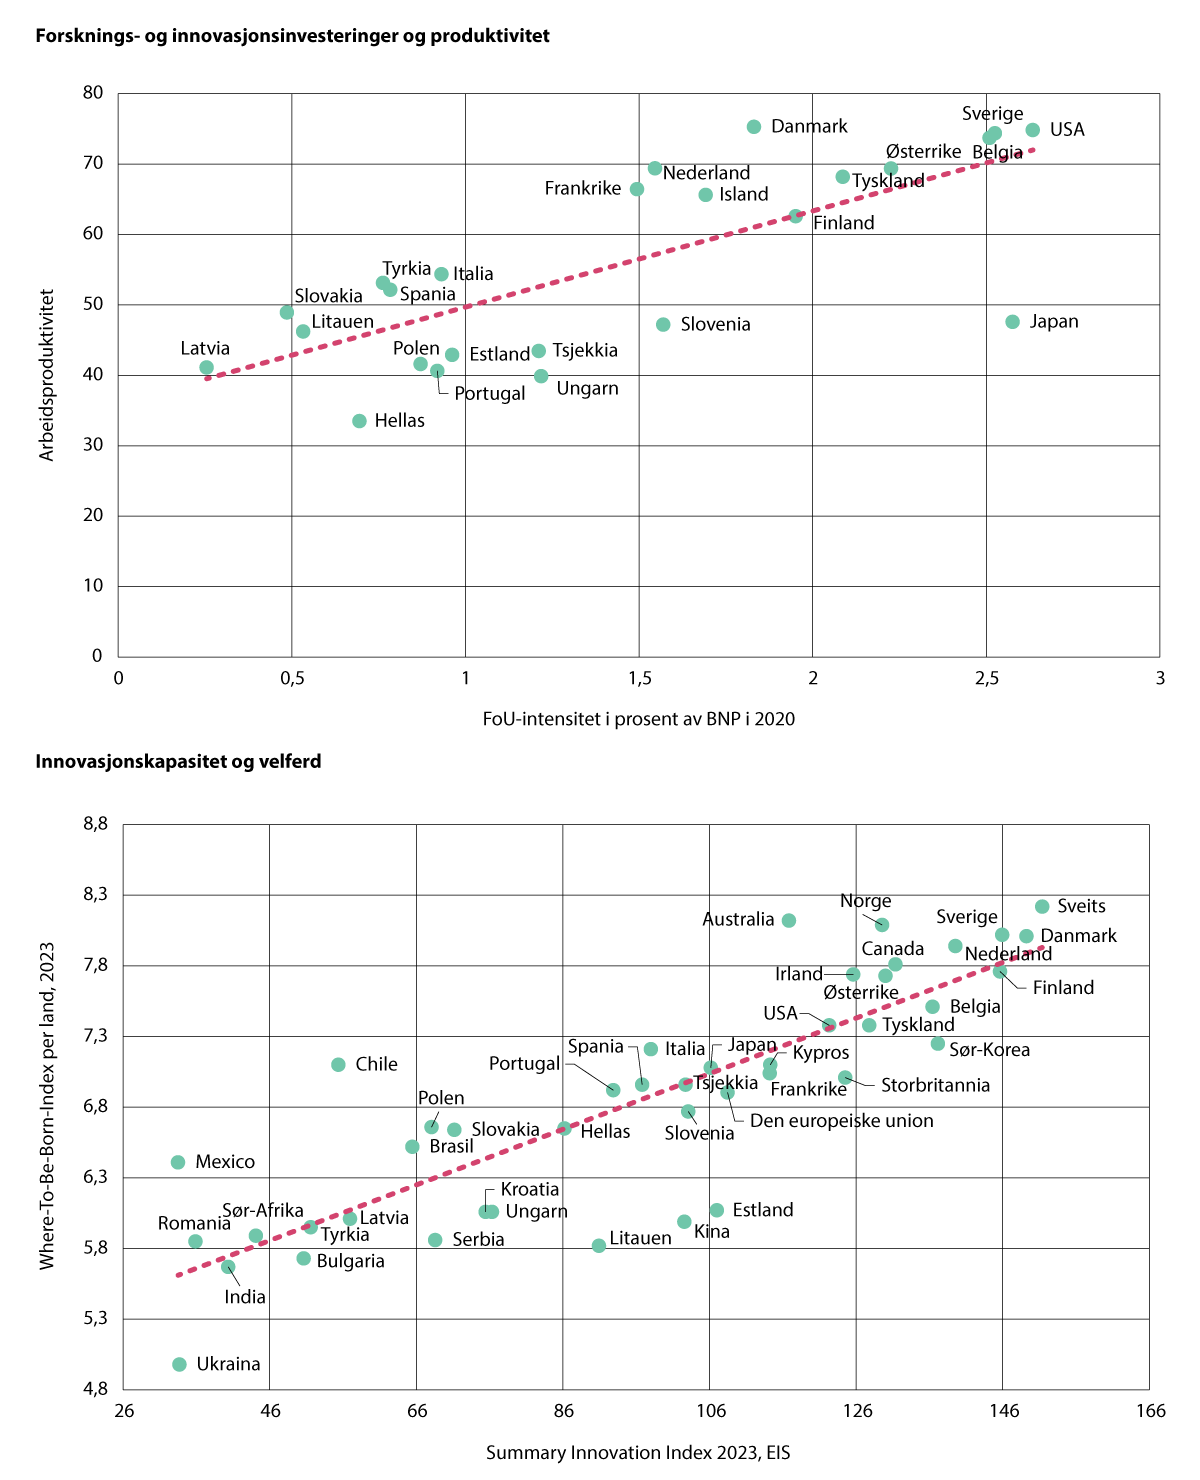 Forsknings- og innovasjonsinvesteringer og produktivitet
80
70
60
50
40
30
20
10
0
Arbeidsproduktivitet
Danmark
Sverige
USA
Østerrike
Belgia
Nederland
Tyskland
Frankrike
Island
Finland
Tyrkia
Italia
Slovakia
Spania
Litauen
Slovenia
Japan
Latvia
Polen
Estland
Tsjekkia
Portugal
Ungarn
Hellas
0
0,5
1
1,5
2
2,5
3
FoU-intensitet i prosent av BNP i 2020
Innovasjonskapasitet og velferd
8,8
8,3
7,8
7,3
6,8
6,3
5,8
5,3
4,8
Where-To-Be-Born-Index per land, 2023
Norge
Sveits
Australia
Sverige
Danmark
Canada
Nederland
Irland
Østerrike
Finland
USA
Belgia
Tyskland
Spania
Italia
Japan
Kypros
Sør-Korea
Portugal
Chile
Tsjekkia
Frankrike
Storbritannia
Polen
Den europeiske union
Slovakia
Hellas
Slovenia
Brasil
Mexico
Kroatia
Sør-Afrika
Latvia
Ungarn
Estland
Romania
Tyrkia
Serbia
Litauen
Kina
Bulgaria
India
Ukraina
26
46
66
86
106
126
146
166
Summary Innovation Index 2023, EIS